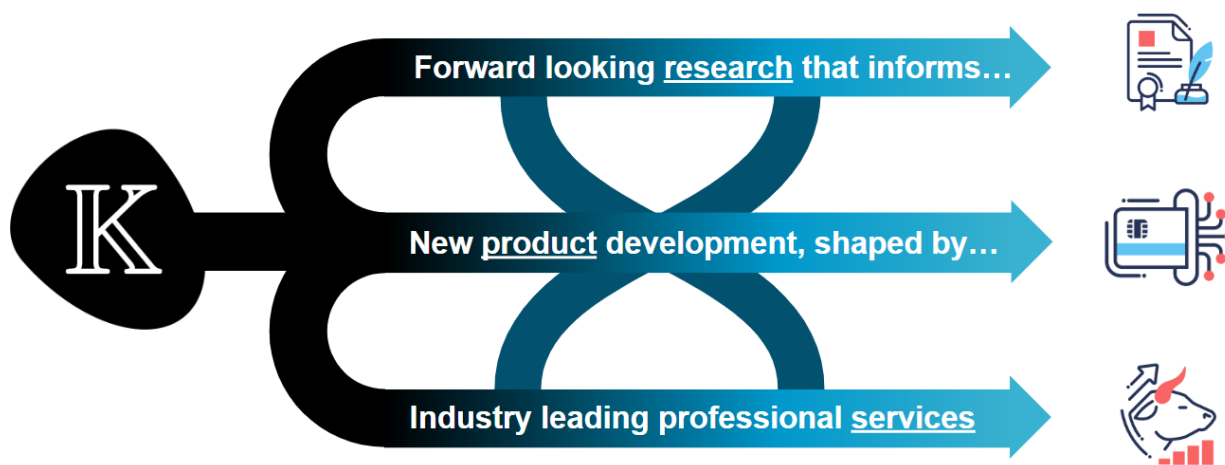 Forward looking research that informs…
K
New product development, shaped by…
Industry leading professional services